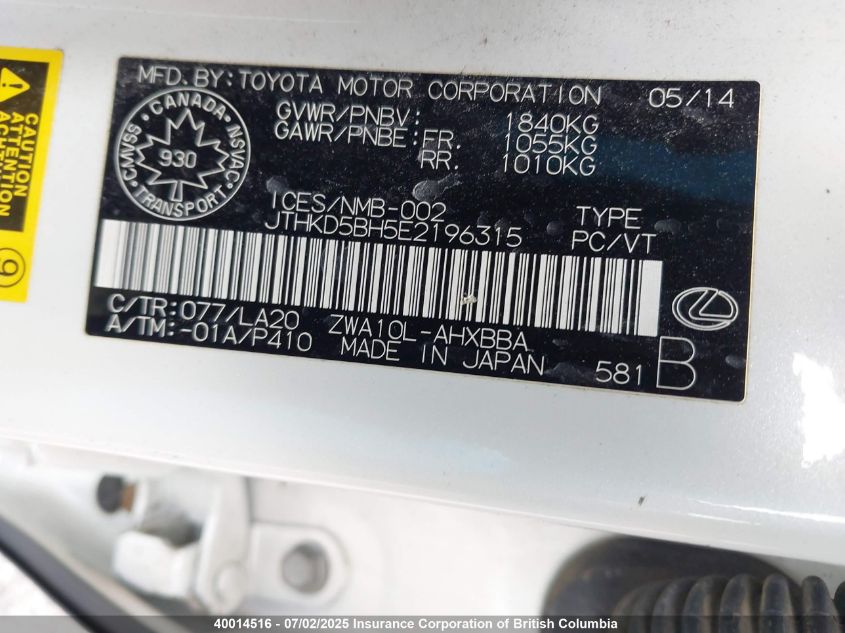 MFD. BY: TOYOTA MOTOR CORPORATION 05/14
GVWR/PNBV: 1840KG
GAWR/PNBE: FR. 1055KG
RR. 1010KG
CANADA
930
TRANSPORT
CMVSS
NSVAC
ICES/NMB-002
JTHKD5BH5E2196315
TYPE
PC/VT
C/TR: 077/LA20 ZWA10L-AHXBBA
A/TM: -01A/P410 MADE IN JAPAN
581 B
CAUTION
ATTENTION
9
40014516 - 07/02/2025 Insurance Corporation of British Columbia